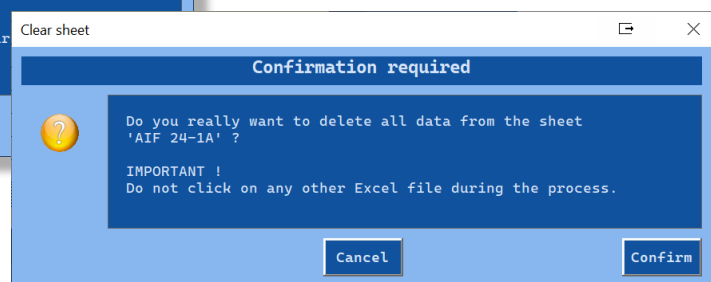 Clear sheet
Confirmation required
Do you really want to delete all data from the sheet
'AIF 24-1A' ?
IMPORTANT !
Do not click on any other Excel file during the process.
Cancel
Confirm